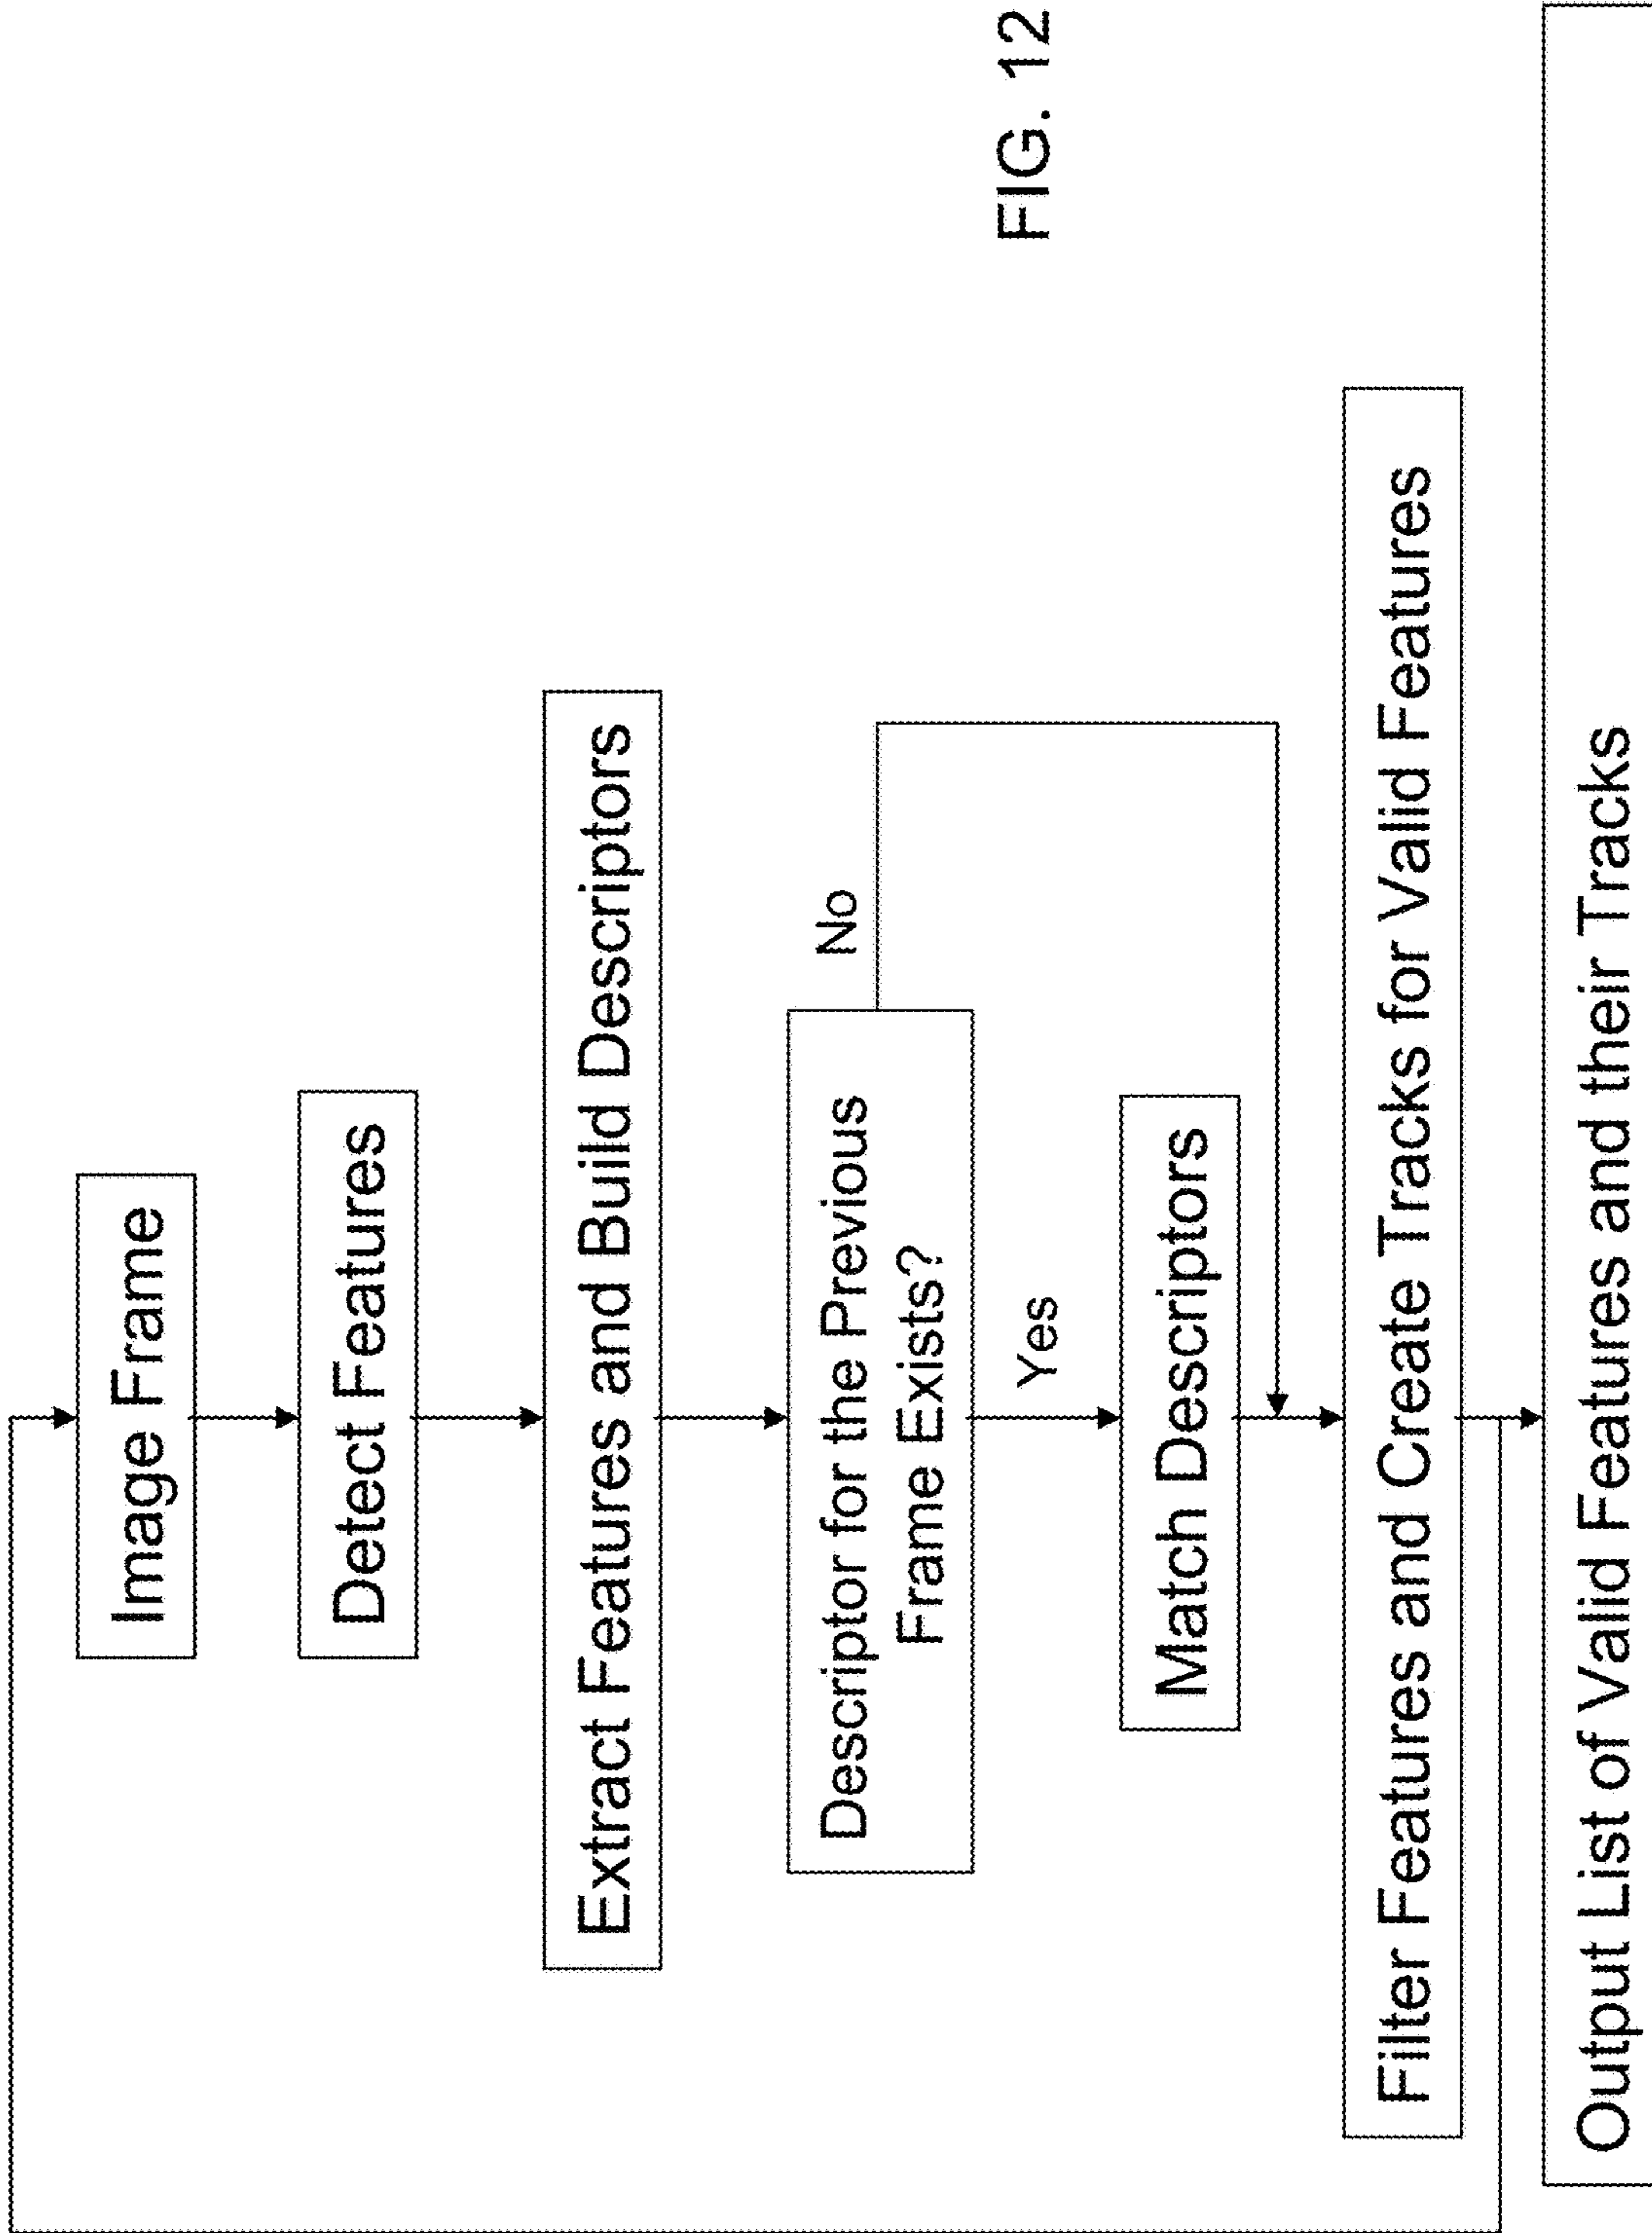 Image Frame
Detect Features
Extract Features and Build Descriptors
Descriptor for the Previous
Frame Exists?
No
Yes
Match Descriptors
Filter Features and Create Tracks for Valid Features
Output List of Valid Features and their Tracks
FIG. 12